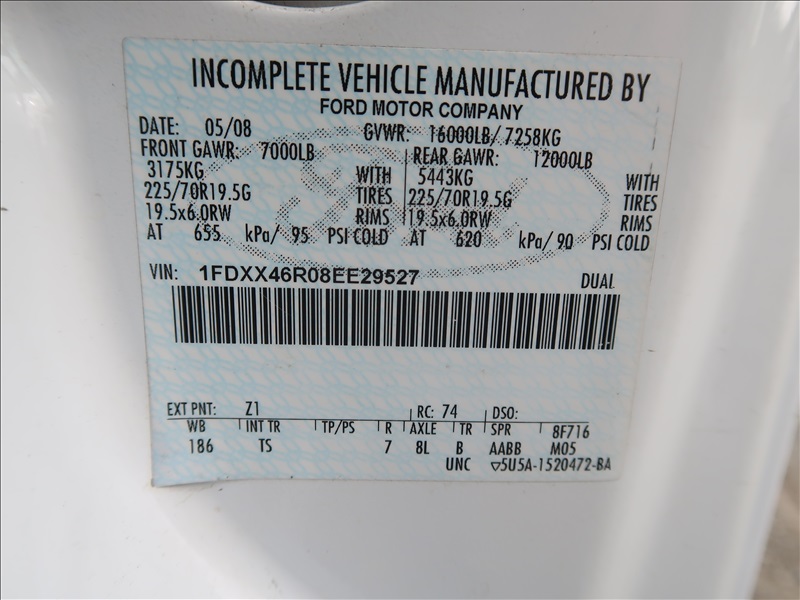 INCOMPLETE VEHICLE MANUFACTURED BY
FORD MOTOR COMPANY
DATE: 05/08 GVWR: 16000LB/7258KG
FRONT GAWR: 7000LB REAR GAWR: 12000LB
3175KG WITH 5443KG WITH
225/70R19.5G TIRES 225/70R19.5G TIRES
19.5x6.0RW RIMS 19.5x6.0RW RIMS
AT 655 kPa/ 95 PSI COLD AT 620 kPa/ 90 PSI COLD
VIN: 1FDXX46R08EE29527 DUAL
EXT PNT: Z1 RC: 74 DSO:
WB INT TR TP/PS R AXLE TR SPR 8F716
186 TS 7 8L B AABB M05
UNC ▽5U5A-1520472-BA